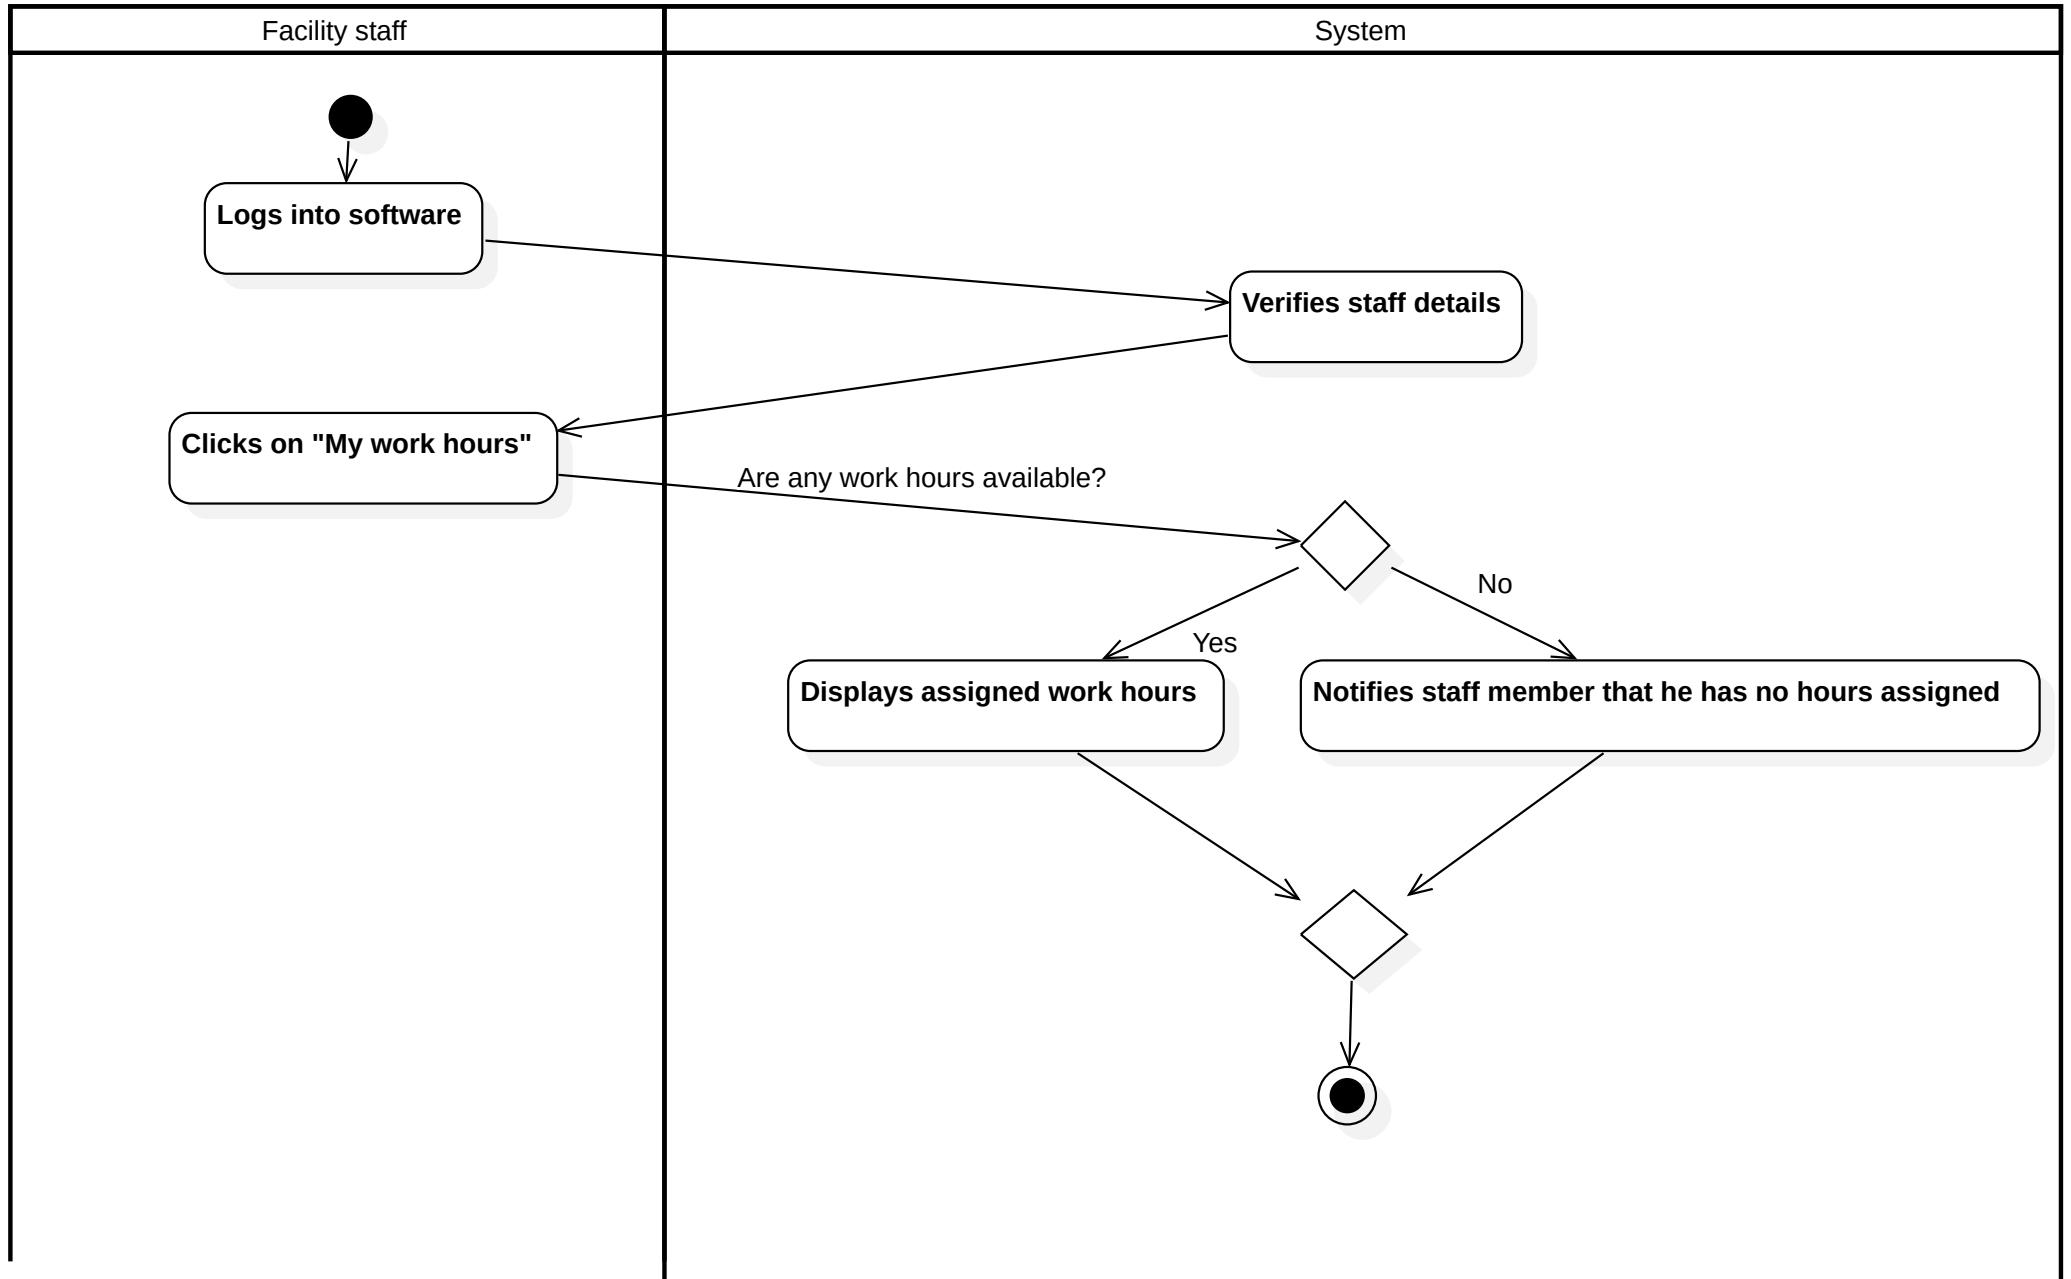 Facility staff
System
Logs into software
Verifies staff details
Clicks on "My work hours"
Are any work hours available?
No
Yes
Displays assigned work hours
Notifies staff member that he has no hours assigned